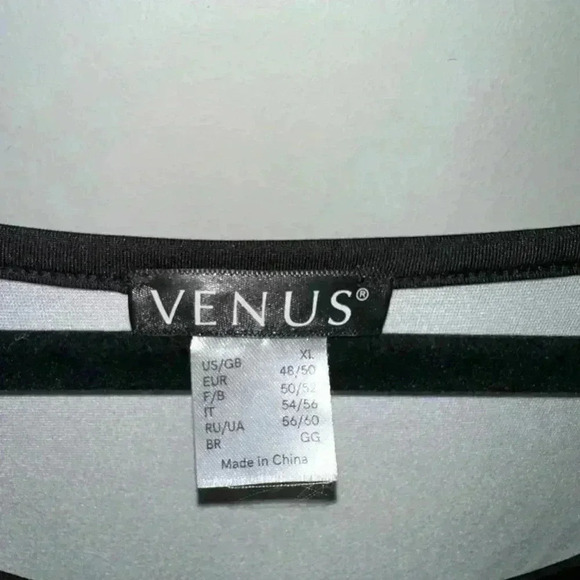 VENUS®
US/GB XL
EUR 48/50
F/B 50/52
IT 54/56
RU/UA 56/60
BR GG
Made in China